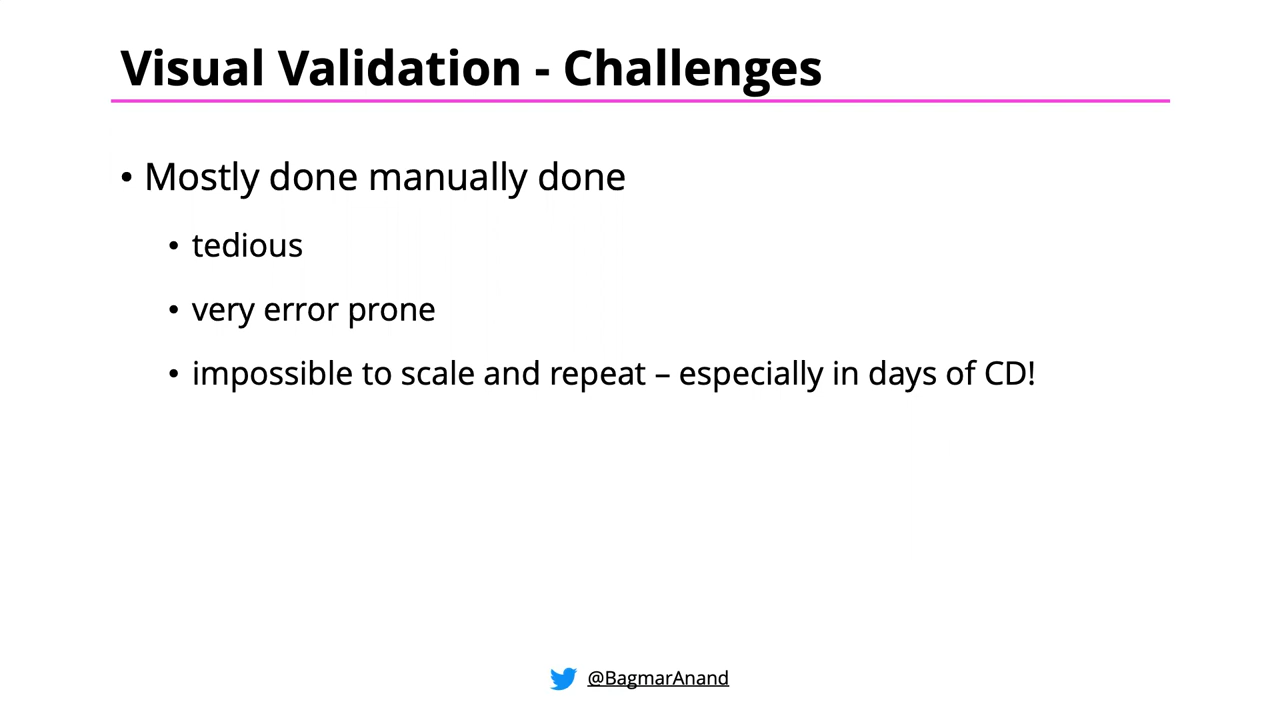 Visual Validation - Challenges
• Mostly done manually done
• tedious
• very error prone
• impossible to scale and repeat – especially in days of CD!
@BagmarAnand